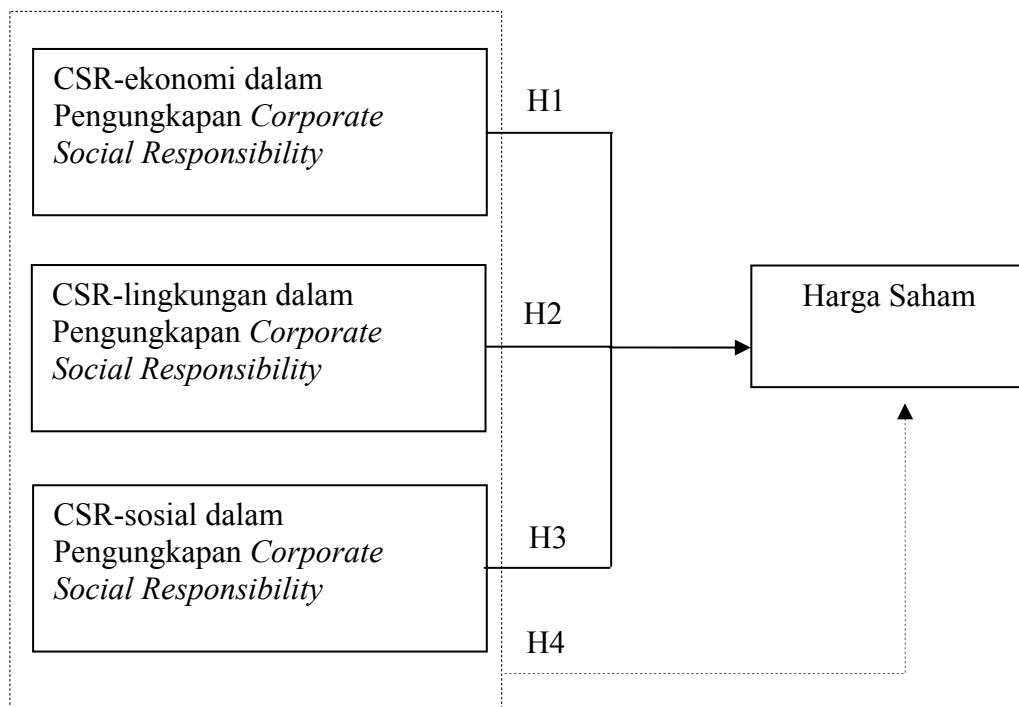 CSR-ekonomi dalam
Pengungkapan Corporate
Social Responsibility
H1
CSR-lingkungan dalam
Pengungkapan Corporate
Social Responsibility
H2
Harga Saham
CSR-sosial dalam
Pengungkapan Corporate
Social Responsibility
H3
H4